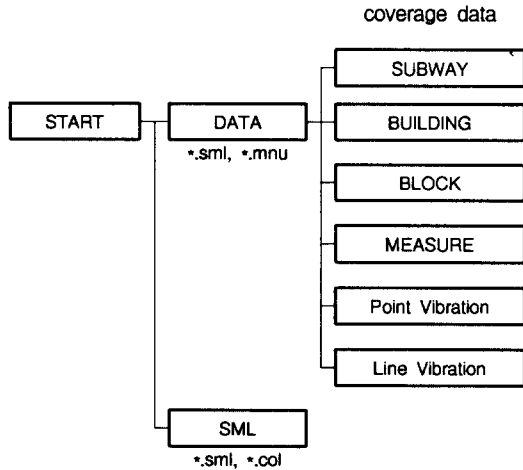 coverage data
SUBWAY
START
DATA
BUILDING
*.sml, *.mnu
BLOCK
MEASURE
Point Vibration
Line Vibration
SML
*.sml, *.col